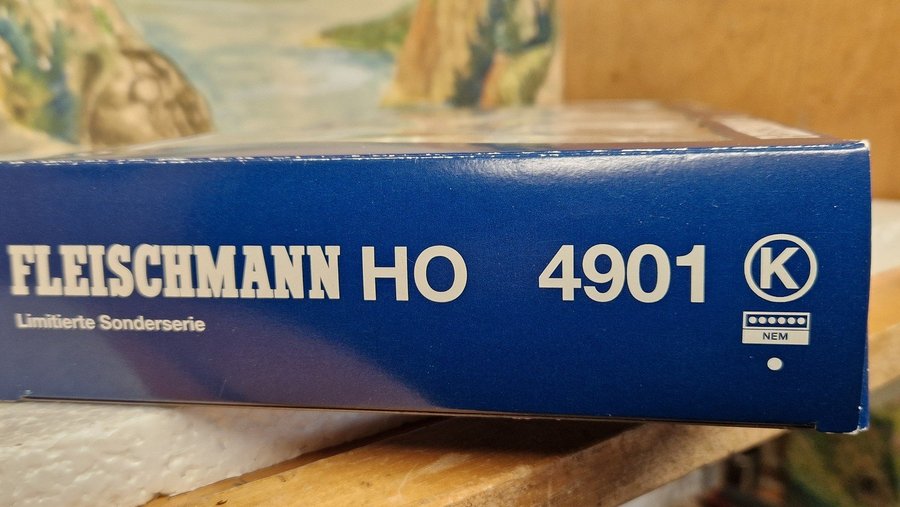 FLEISCHMANN HO 4901 K
Limitierte Sonderserie
NEM